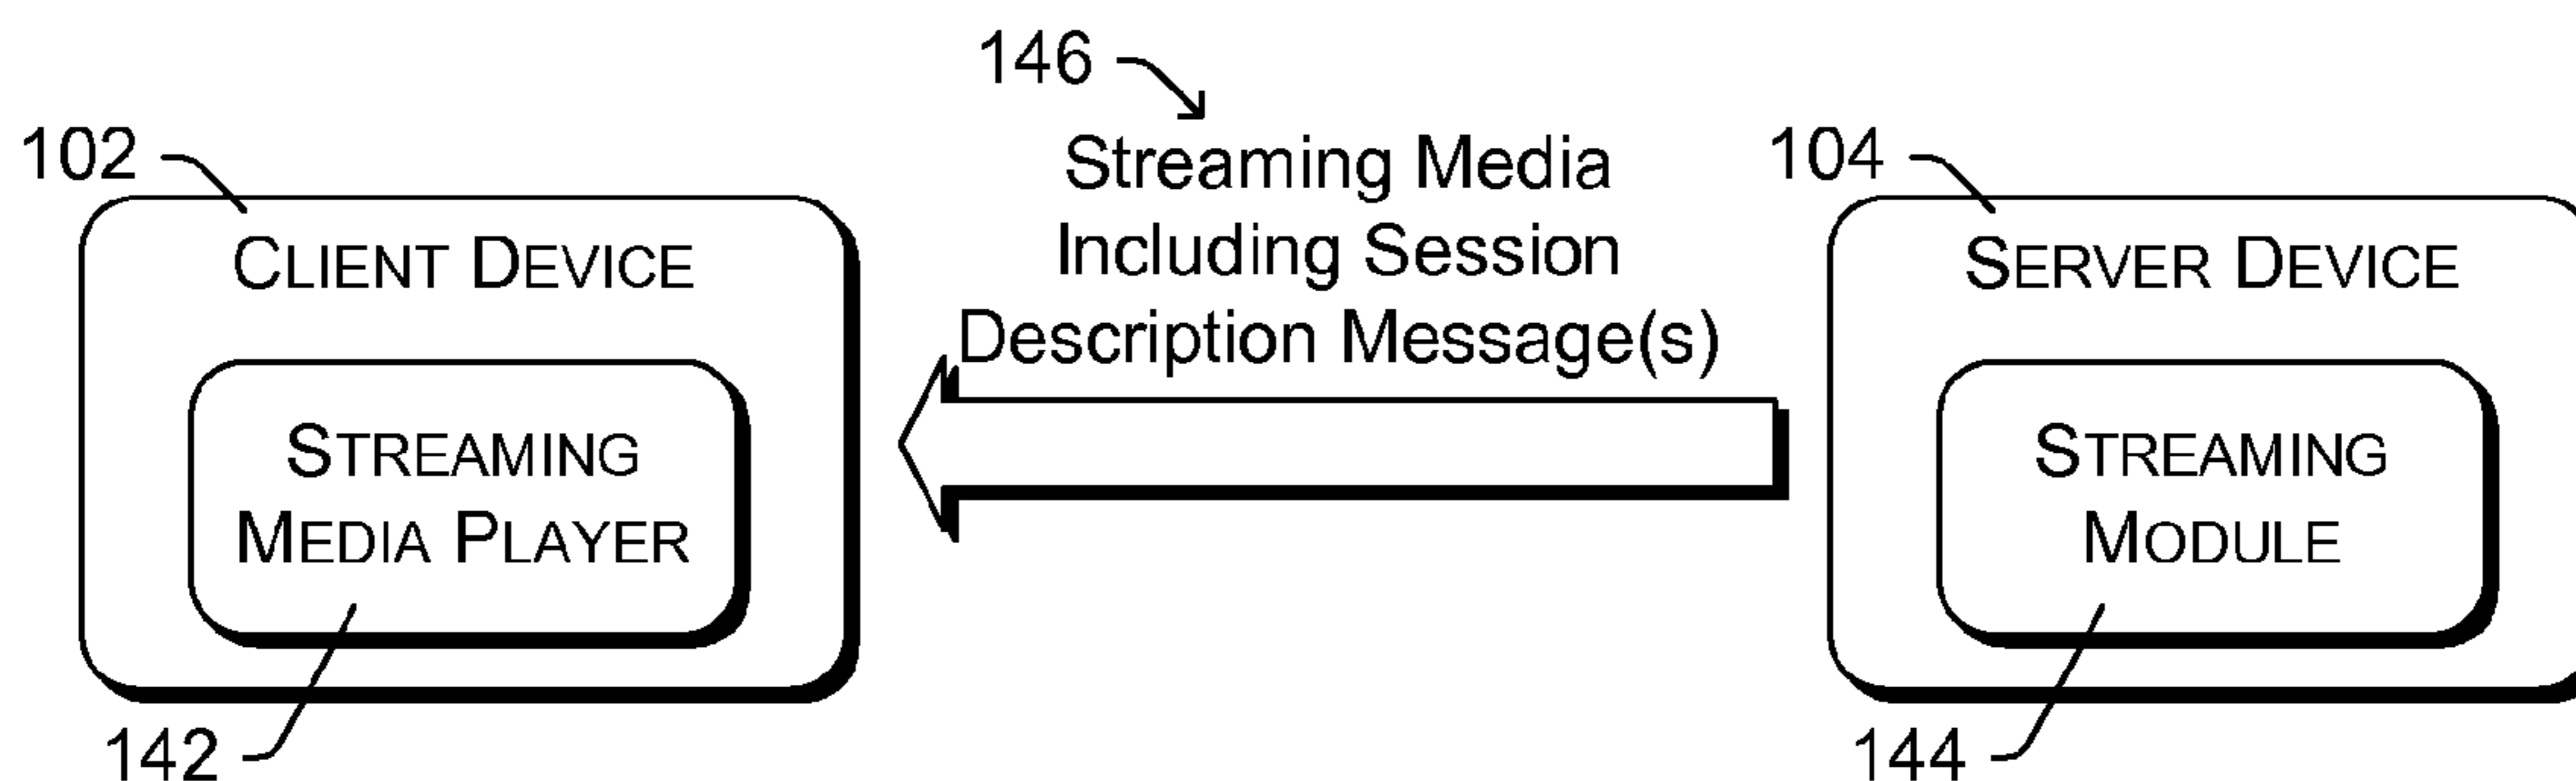 146
Streaming Media
Including Session
Description Message(s)
102
CLIENT DEVICE
STREAMING
MEDIA PLAYER
142
104
SERVER DEVICE
STREAMING
MODULE
144